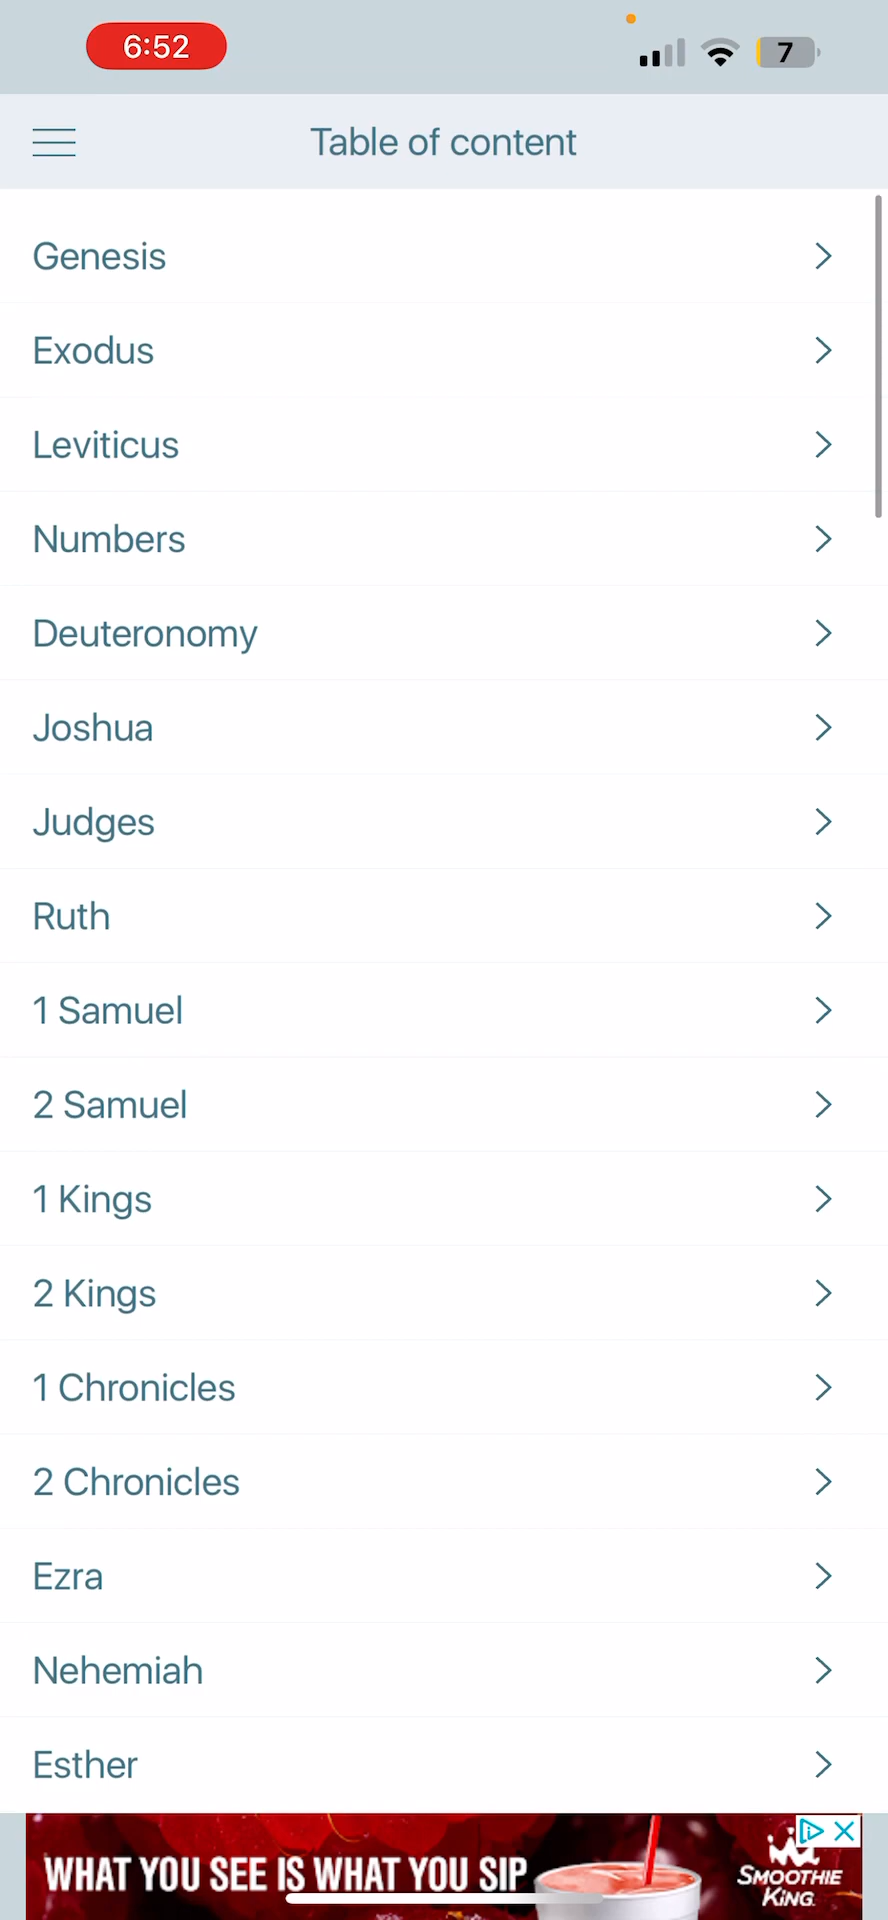 6:52
7
Table of content
Genesis
Exodus
Leviticus
Numbers
Deuteronomy
Joshua
Judges
Ruth
1 Samuel
2 Samuel
1 Kings
2 Kings
1 Chronicles
2 Chronicles
Ezra
Nehemiah
Esther
WHAT YOU SEE IS WHAT YOU SIP
SMOOTHIE
KING